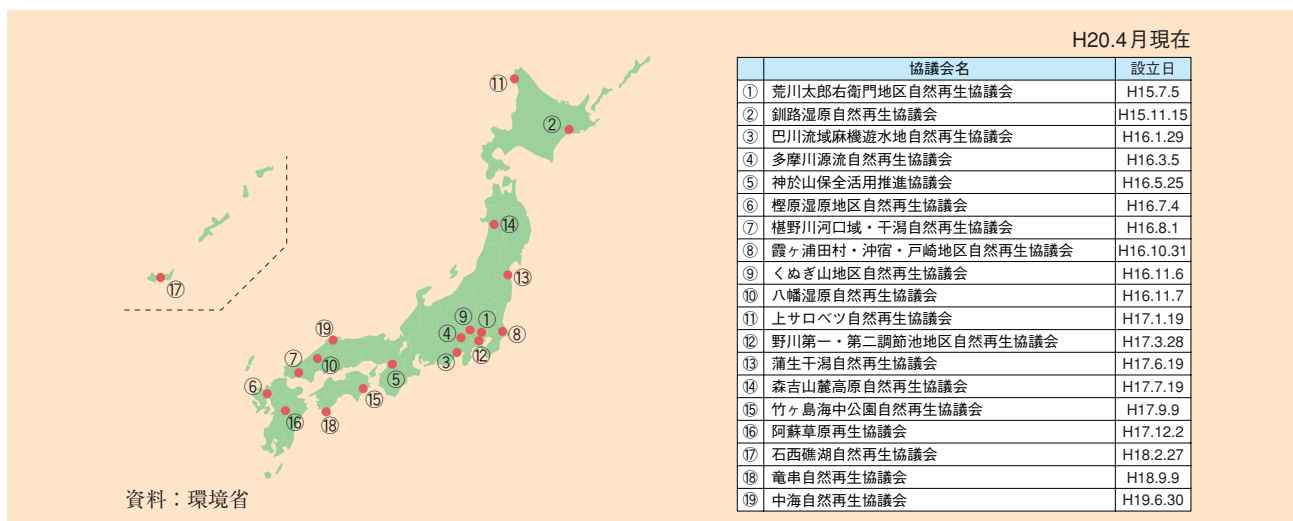 H20.4月現在
協議会名 設立日
① 荒川太郎右衛門地区自然再生協議会 H15.7.5
② 釧路湿原自然再生協議会 H15.11.15
③ 巴川流域麻機遊水地自然再生協議会 H16.1.29
④ 多摩川源流自然再生協議会 H16.3.5
⑤ 神於山保全活用推進協議会 H16.5.25
⑥ 樫原湿原地区自然再生協議会 H16.7.4
⑦ 椹野川河口域・干潟自然再生協議会 H16.8.1
⑧ 霞ヶ浦田村・沖宿・戸崎地区自然再生協議会 H16.10.31
⑨ くぬぎ山地区自然再生協議会 H16.11.6
⑩ 八幡湿原自然再生協議会 H16.11.7
⑪ 上サロベツ自然再生協議会 H17.1.19
⑫ 野川第一・第二調節池地区自然再生協議会 H17.3.28
⑬ 蒲生干潟自然再生協議会 H17.6.19
⑭ 森吉山麓高原自然再生協議会 H17.7.19
⑮ 竹ヶ島海中公園自然再生協議会 H17.9.9
⑯ 阿蘇草原再生協議会 H17.12.2
⑰ 石西礁湖自然再生協議会 H18.2.27
⑱ 竜串自然再生協議会 H18.9.9
⑲ 中海自然再生協議会 H19.6.30
⑪
②
⑭
⑰
⑬
⑨
①
⑲
④
⑧
⑫
⑦
⑩
③
⑤
⑥
⑮
⑯
⑱
資料：環境省